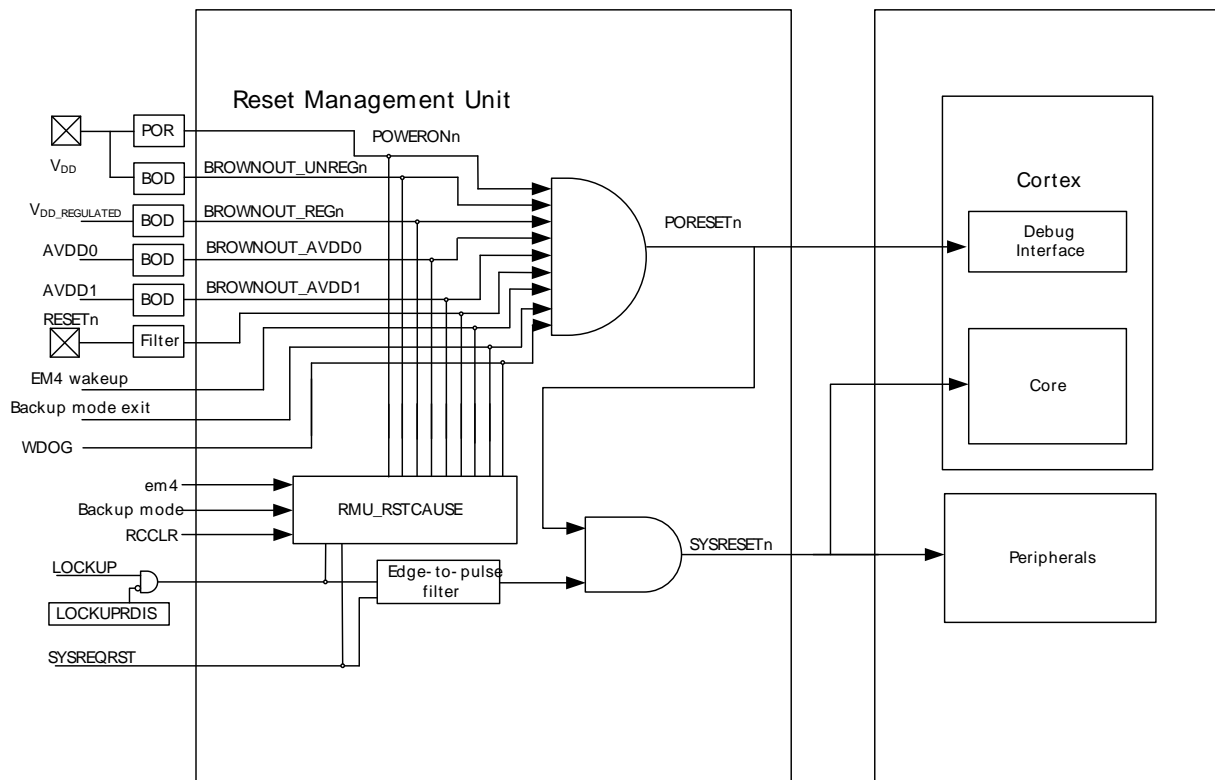 Reset Management Unit
POR
POWERONn
VDD
BOD
BROWNOUT_UNREGn
Cortex
VDD_REGULATED
BOD
BROWNOUT_REGn
PORESETn
Debug
Interface
AVDD0
BOD
BROWNOUT_AVDD0
AVDD1
BOD
BROWNOUT_AVDD1
RESETn
Filter
EM4 wakeup
Backup mode exit
Core
WDOG
em4
Backup mode
RMU_RSTCAUSE
RCCLR
SYSRESETn
Peripherals
LOCKUP
Edge-to-pulse
filter
LOCKUPRDIS
SYSREQRST